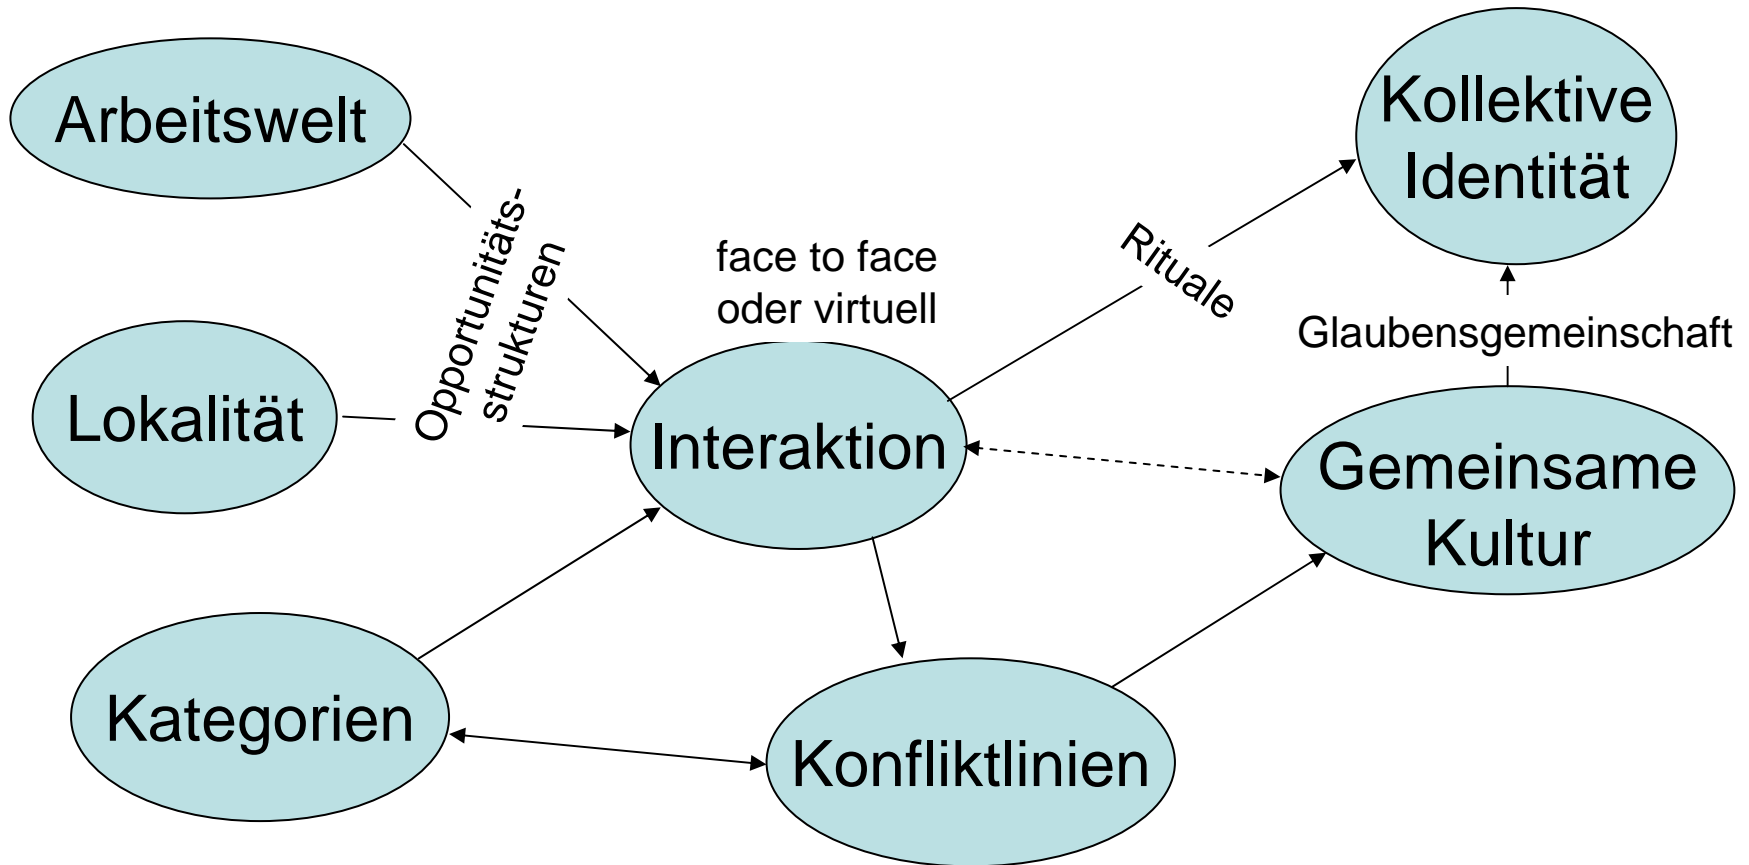 Arbeitswelt
Kollektive
Identität
Opportunitäts-
strukturen
face to face
oder virtuell
Rituale
Glaubensgemeinschaft
Lokalität
Interaktion
Gemeinsame
Kultur
Kategorien
Konfliktlinien